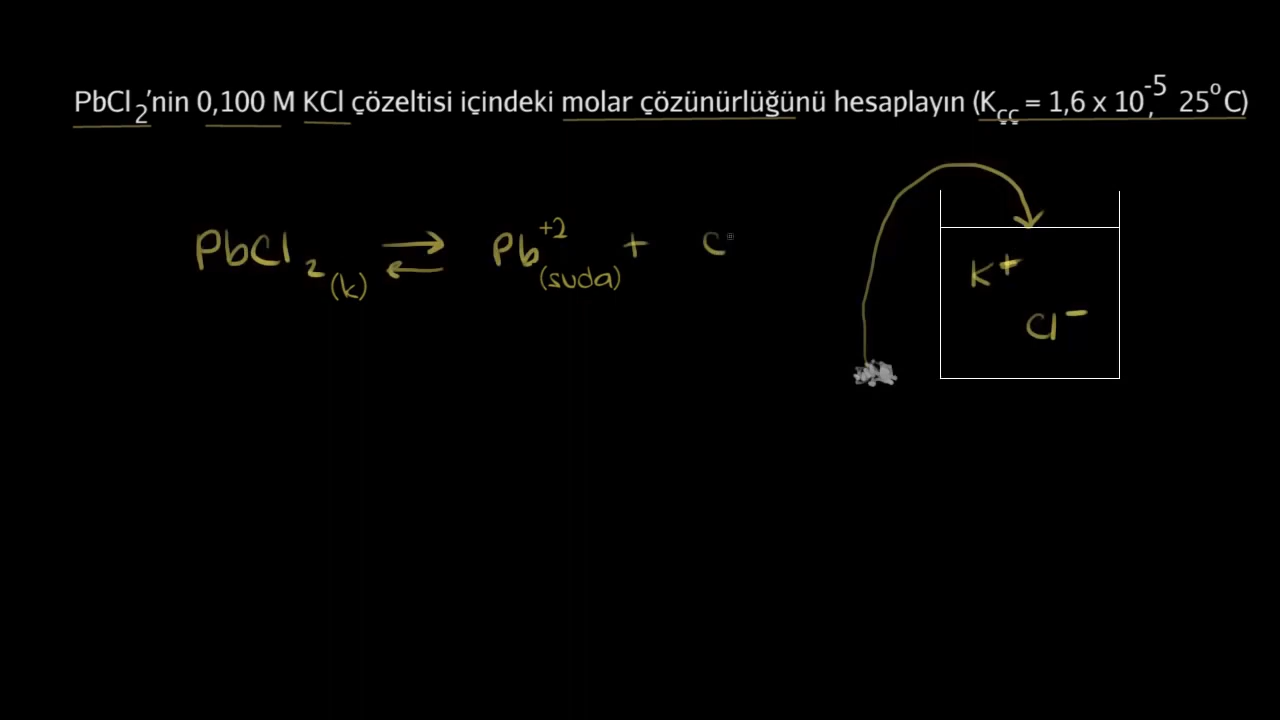 PbCl₂'nin 0,100 M KCl çözeltisi içindeki molar çözünürlüğünü hesaplayın (Kçç = 1,6 x 10⁻⁵, 25°C)
PbCl₂(k) ⇌ Pb⁺²(suda) + C
K⁺
Cl⁻